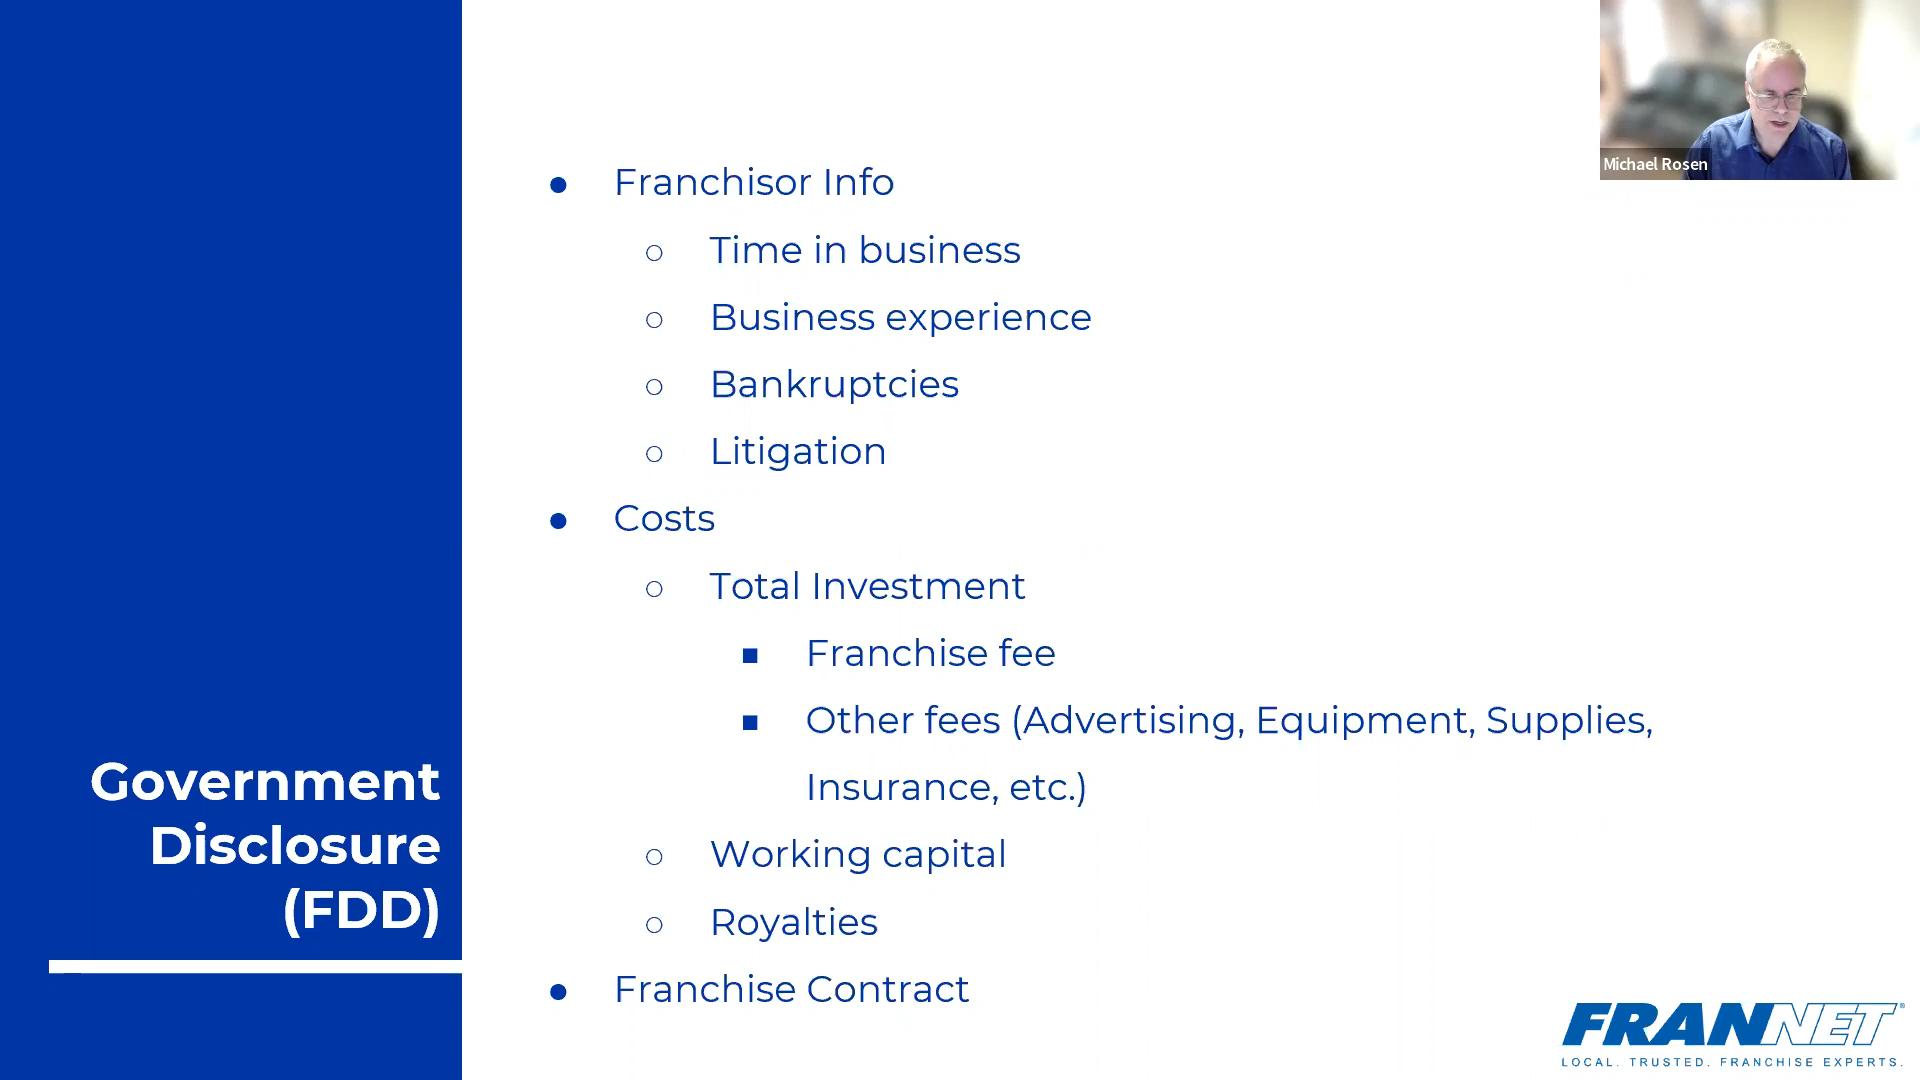 Michael Rosen
● Franchisor Info
○ Time in business
○ Business experience
○ Bankruptcies
○ Litigation
● Costs
○ Total Investment
■ Franchise fee
■ Other fees (Advertising, Equipment, Supplies,
Insurance, etc.)
○ Working capital
○ Royalties
● Franchise Contract
Government
Disclosure
(FDD)
FRANNET®
LOCAL. TRUSTED. FRANCHISE EXPERTS.